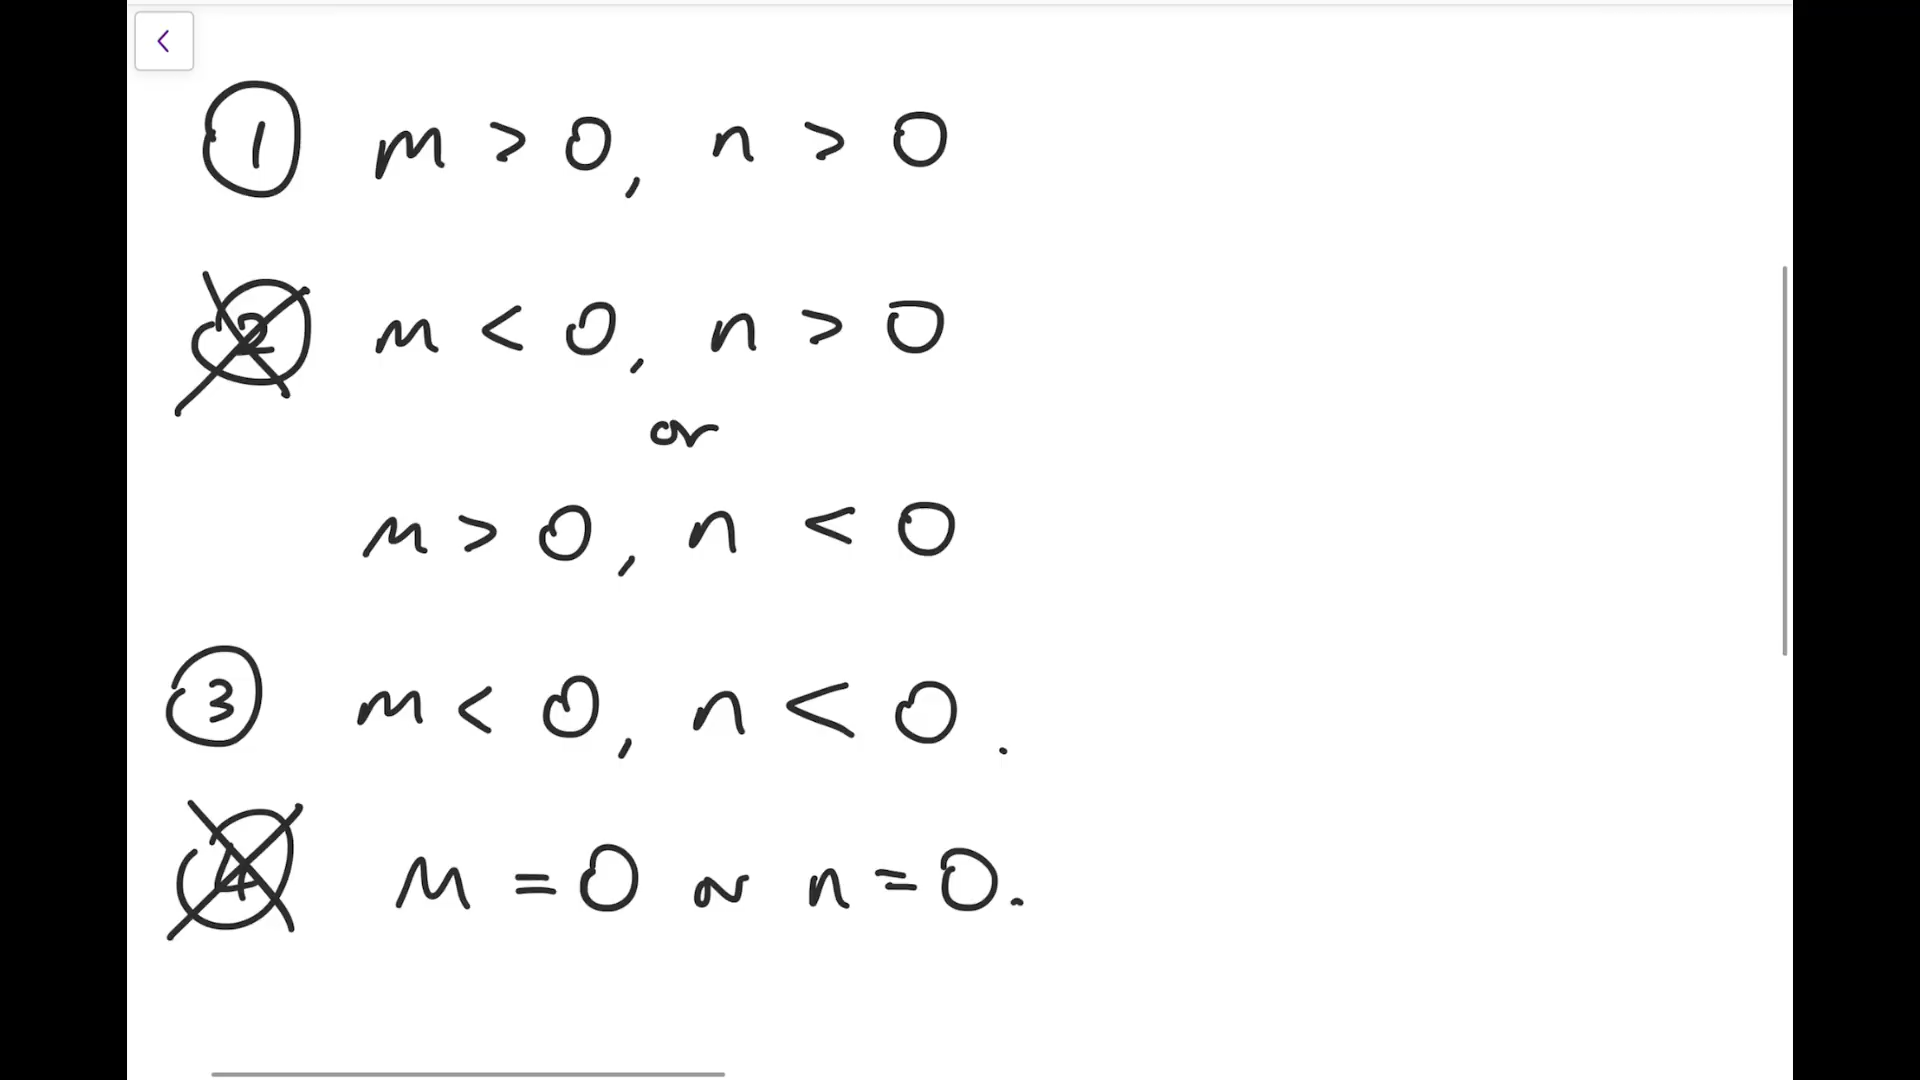 ① m > 0, n > 0
② m < 0, n > 0
or
m > 0, n < 0
③ m < 0, n < 0.
④ m = 0 or n = 0.